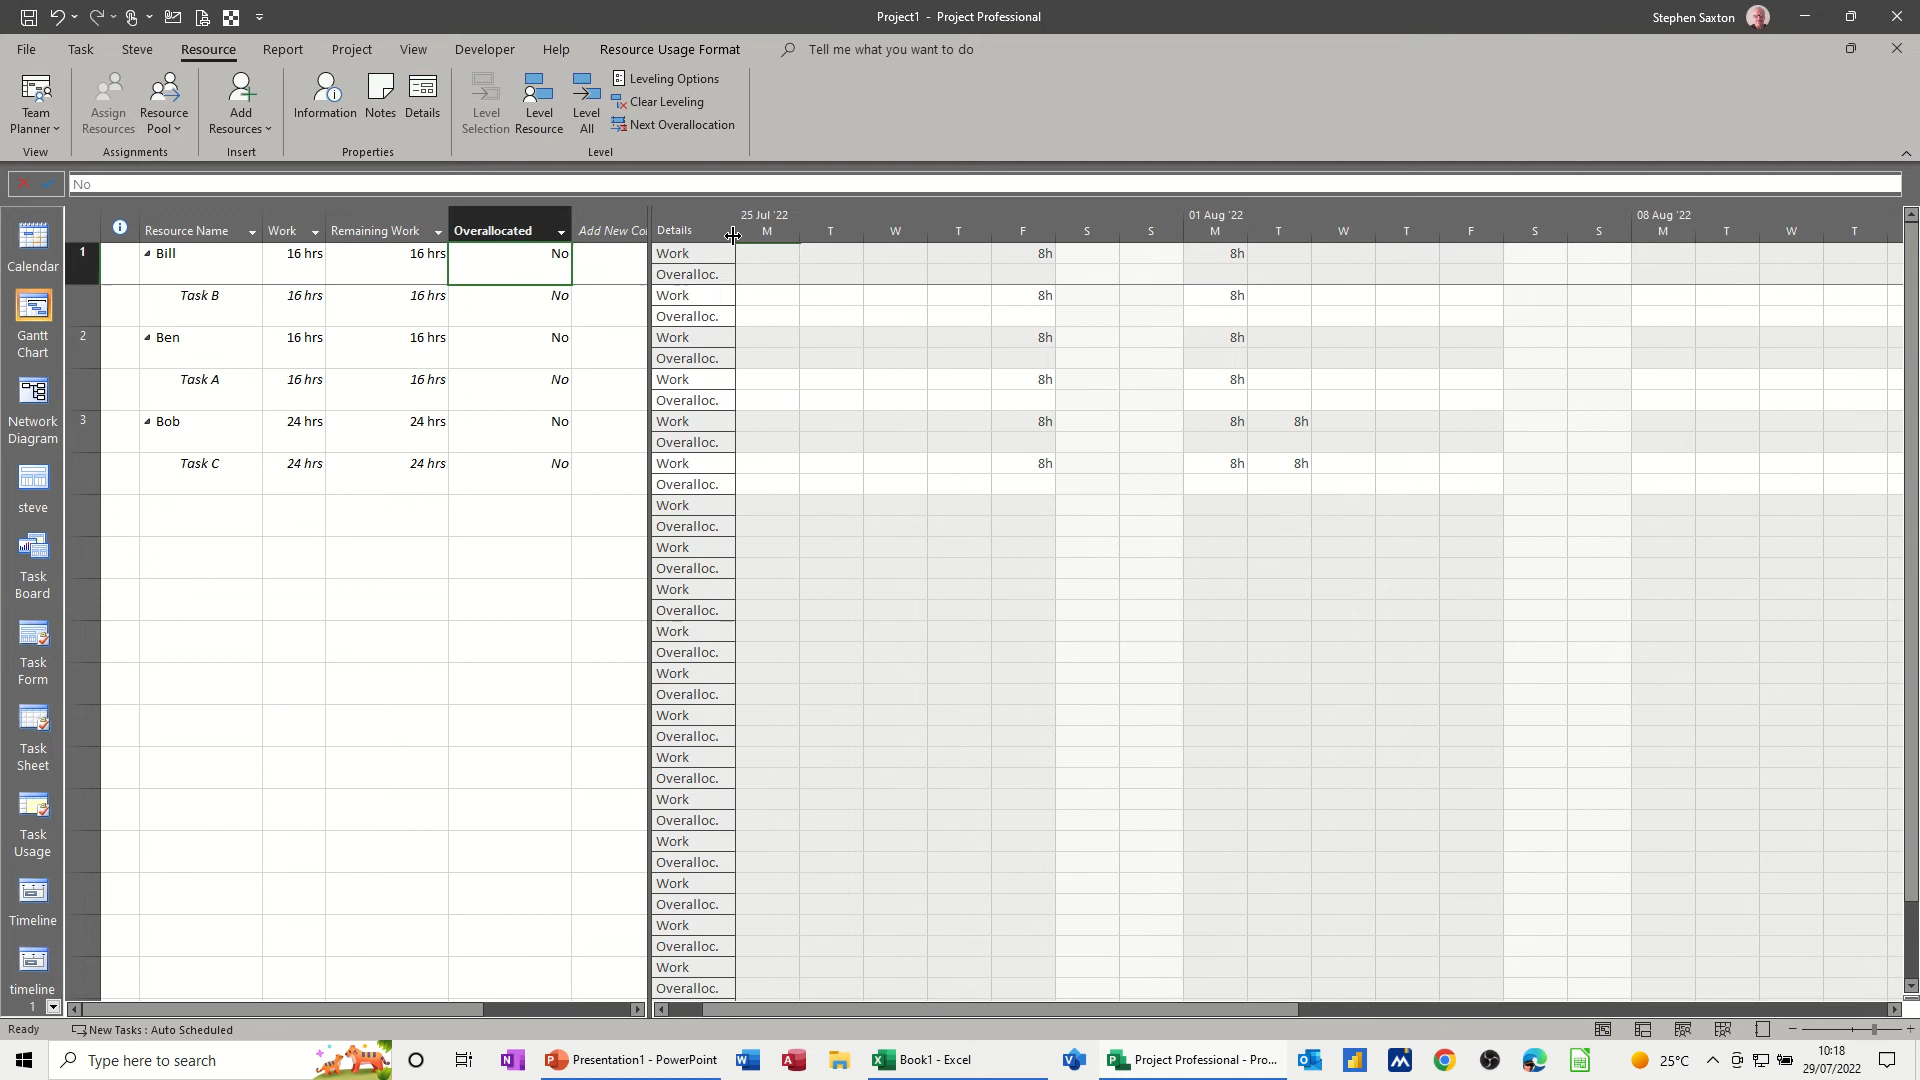 Project1 - Project Professional
Stephen Saxton
File Task Steve Resource Report Project View Developer Help Resource Usage Format Tell me what you want to do
Team Planner
Assign Resources
Resource Pool
Add Resources
Information
Notes
Details
Level Selection
Level Resource
Level All
Leveling Options
Clear Leveling
Next Overallocation
View Assignments Insert Properties Level
No
25 Jul '22 01 Aug '22 08 Aug '22
Resource Name Work Remaining Work Overallocated Add New Col Details M T W T F S S M T W T F S S M T W T
1 Bill 16 hrs 16 hrs No Work 8h 8h
Overalloc.
Task B 16 hrs 16 hrs No Work 8h 8h
Overalloc.
2 Ben 16 hrs 16 hrs No Work 8h 8h
Overalloc.
Task A 16 hrs 16 hrs No Work 8h 8h
Overalloc.
3 Bob 24 hrs 24 hrs No Work 8h 8h 8h
Overalloc.
Task C 24 hrs 24 hrs No Work 8h 8h 8h
Overalloc.
Work
Overalloc.
Work
Overalloc.
Work
Overalloc.
Work
Overalloc.
Work
Overalloc.
Work
Overalloc.
Work
Overalloc.
Work
Overalloc.
Work
Overalloc.
Work
Overalloc.
Work
Overalloc.
Work
Overalloc.
Calendar
Gantt
Chart
Network
Diagram
steve
Task
Board
Task
Form
Task
Sheet
Task
Usage
Timeline
timeline
1
Ready New Tasks : Auto Scheduled
Type here to search
Presentation1 - PowerPoint
Book1 - Excel
Project Professional - Pro...
25°C
10:18
29/07/2022